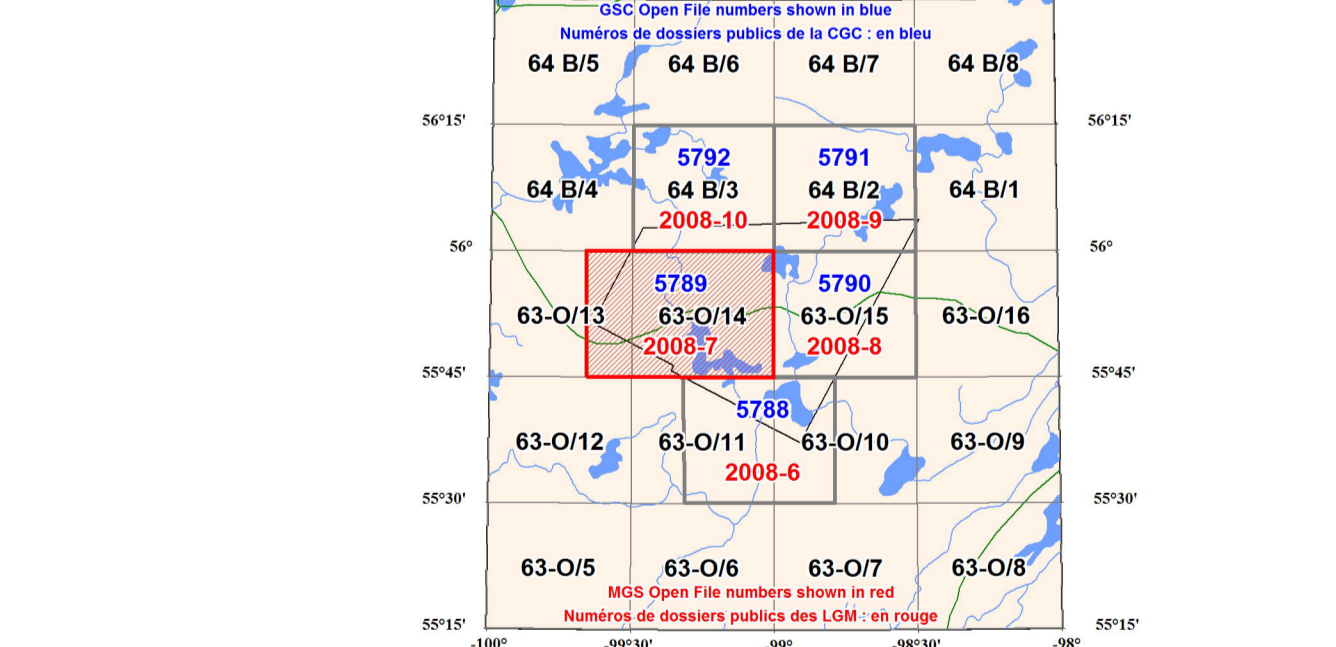 GSC Open File numbers shown in blue
Numéros de dossiers publics de la CGC : en bleu
64 B/5 64 B/6 64 B/7 64 B/8
56°15' 56°15'
5792 5791
64 B/4 64 B/3 64 B/2 64 B/1
2008-10 2008-9
56° 56°
5789 5790
63-O/13 63-O/14 63-O/15 63-O/16
2008-7 2008-8
55°45' 55°45'
5788
63-O/12 63-O/11 63-O/10 63-O/9
2008-6
55°30' 55°30'
63-O/5 63-O/6 63-O/7 63-O/8
MGS Open File numbers shown in red
Numéros de dossiers publics des LGM : en rouge
55°15' 55°15'
-100° -99°30' -99° -98°30' -98°